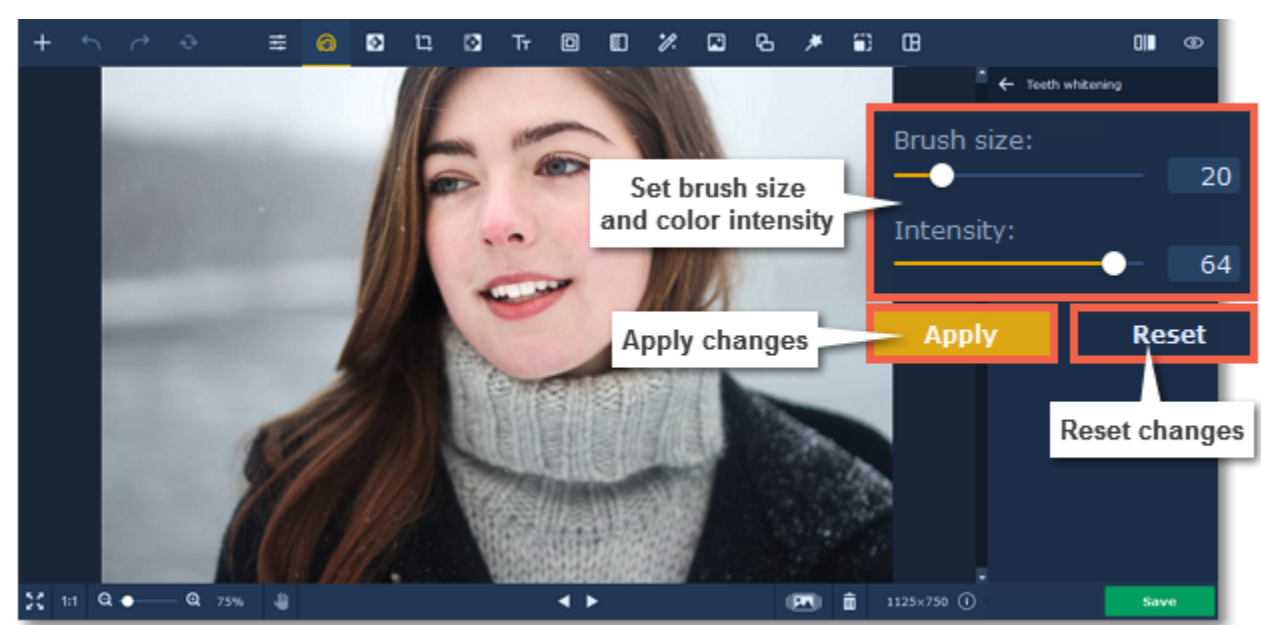 Tт
Teeth whitening
Brush size:
20
Set brush size
and color intensity
Intensity:
64
Apply changes
Apply
Reset
Reset changes
1:1
75%
1125×750
Save